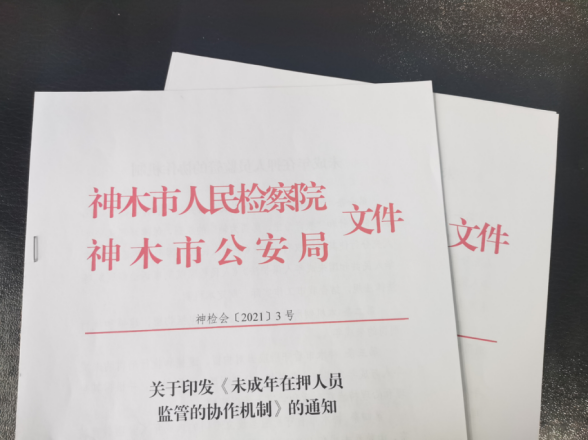 神木市人民检察院
神木市公安局
文件
神检会〔2021〕3号
关于印发《未成年在押人员
监管的协作机制》的通知
文件